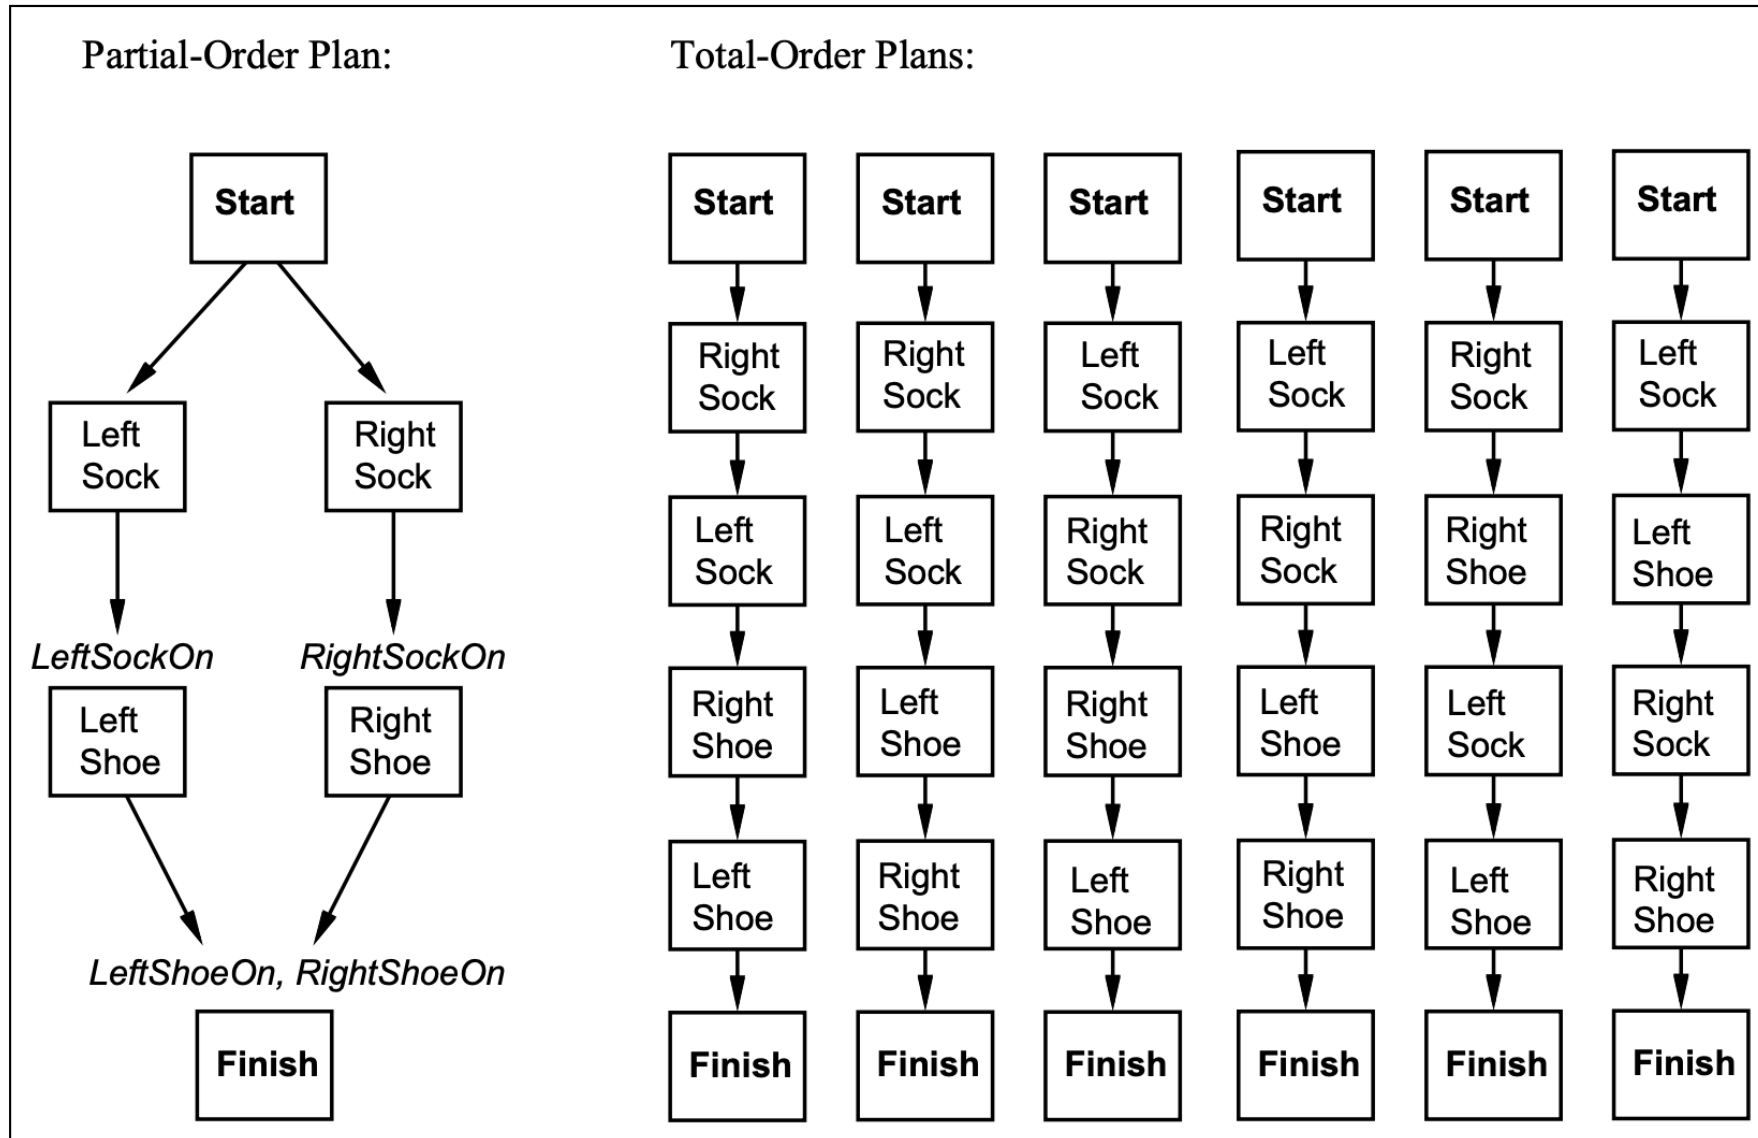 Partial-Order Plan:
Total-Order Plans:
Start
Left
Sock
Right
Sock
LeftSockOn
RightSockOn
Left
Shoe
Right
Shoe
LeftShoeOn, RightShoeOn
Finish
Start
Right
Sock
Left
Sock
Right
Shoe
Left
Shoe
Finish
Start
Right
Sock
Left
Sock
Left
Shoe
Right
Shoe
Finish
Start
Left
Sock
Right
Sock
Right
Shoe
Left
Shoe
Finish
Start
Left
Sock
Right
Sock
Left
Shoe
Right
Shoe
Finish
Start
Right
Sock
Right
Shoe
Left
Sock
Left
Shoe
Finish
Start
Left
Sock
Left
Shoe
Right
Sock
Right
Shoe
Finish